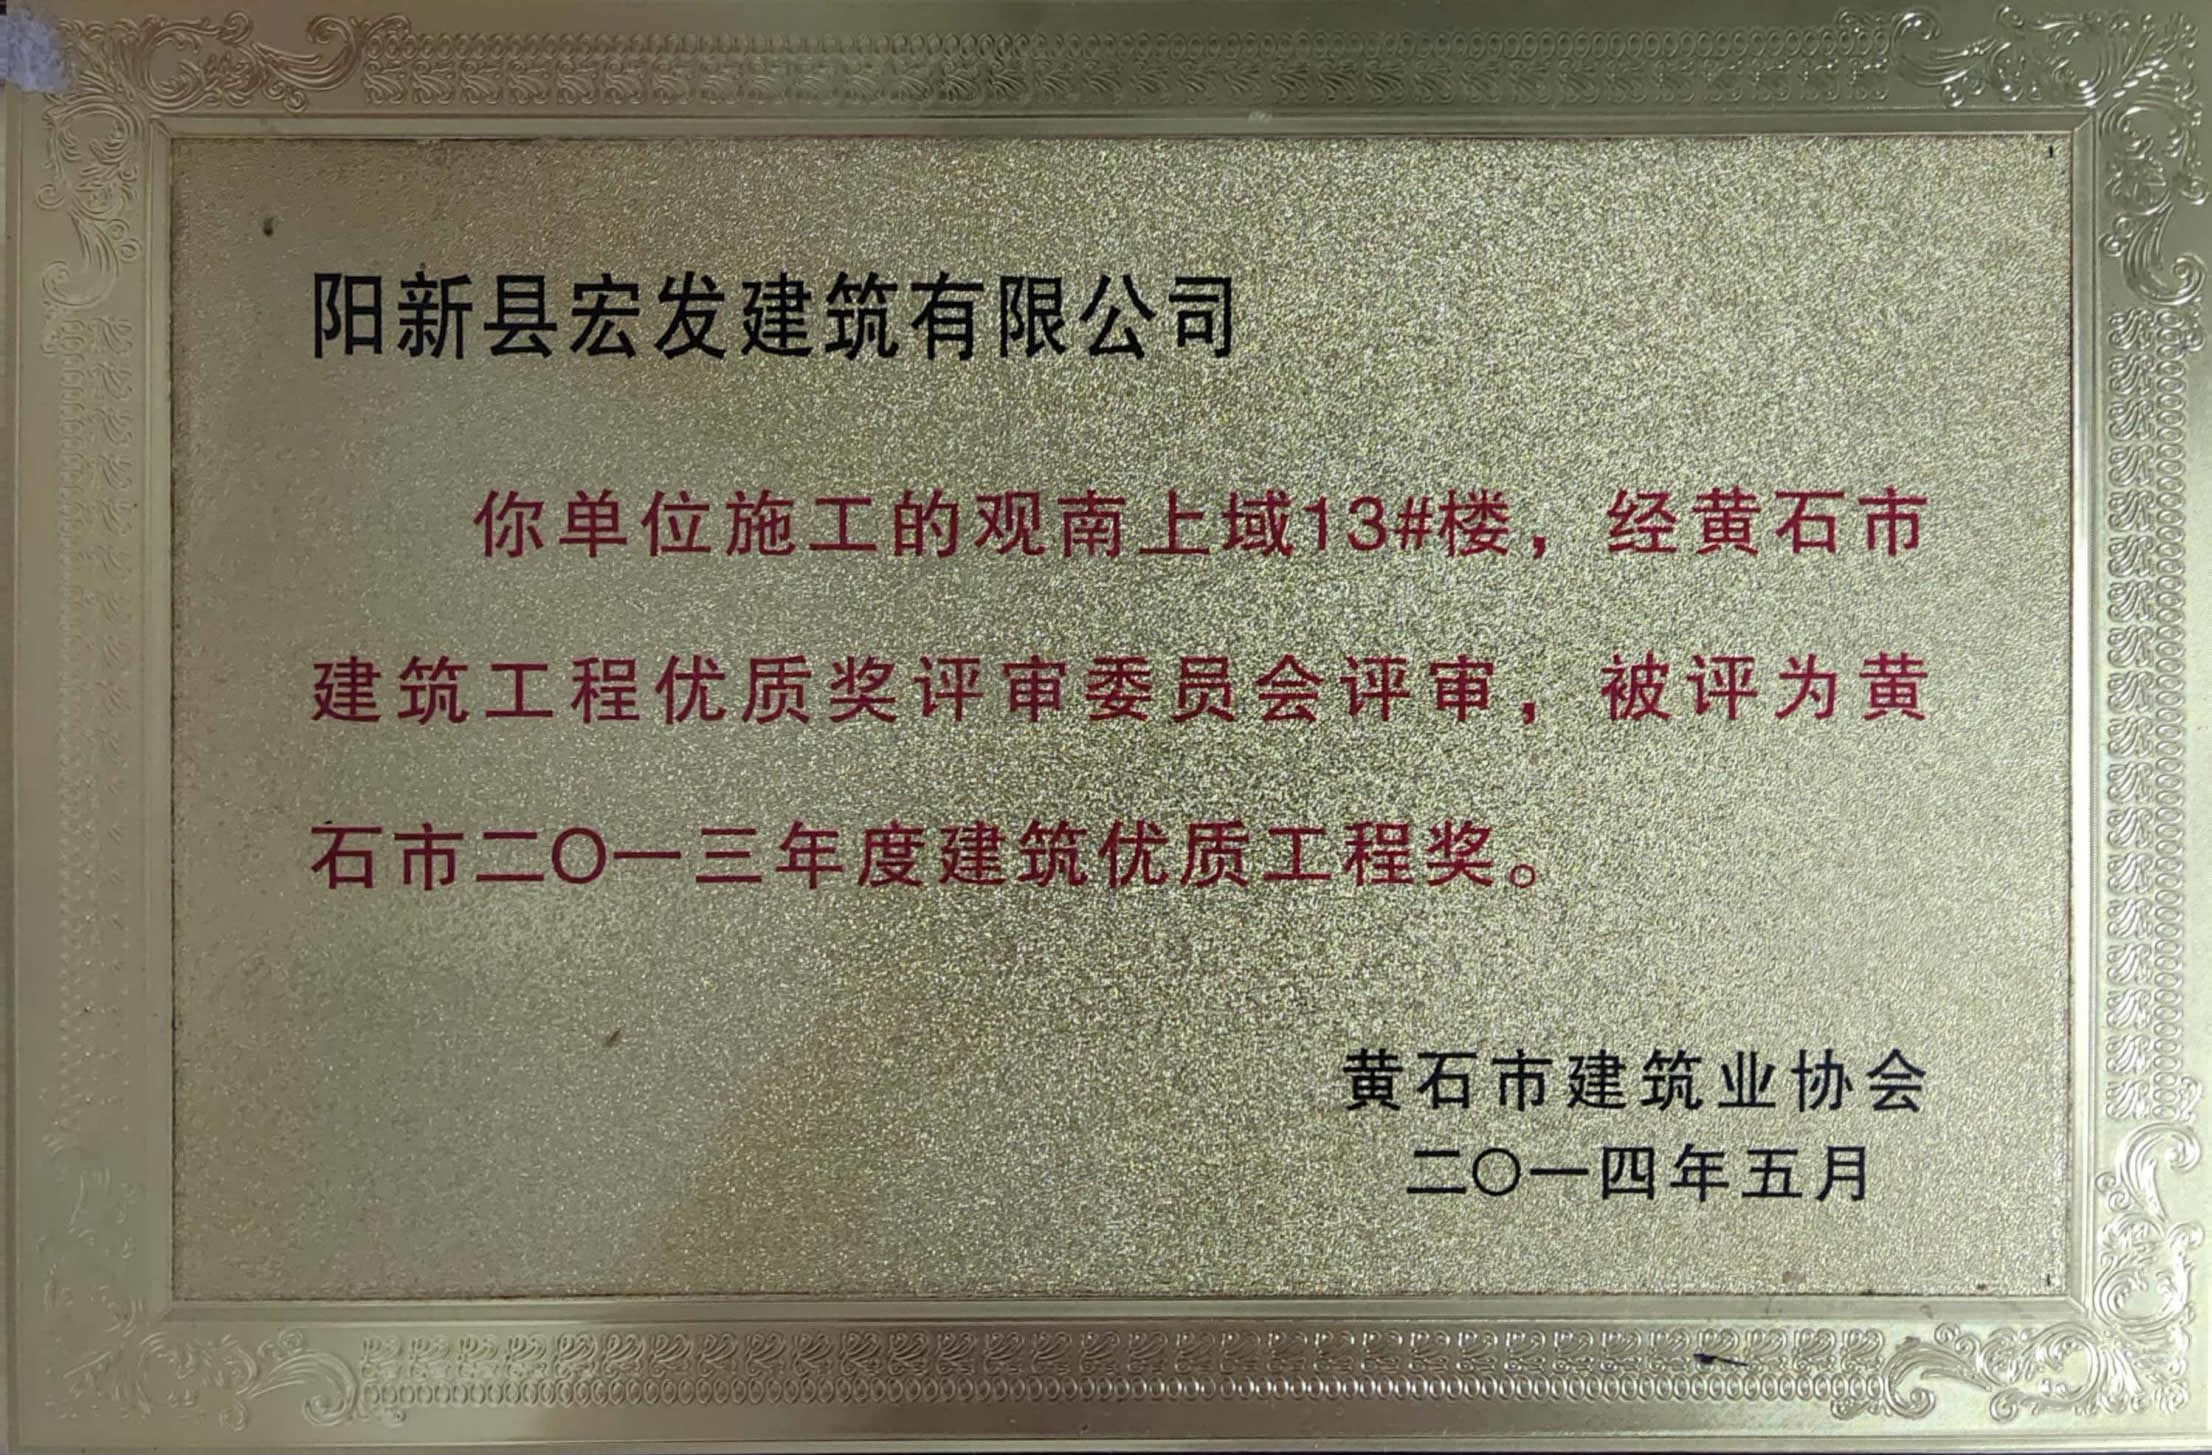 阳新县宏发建筑有限公司
你单位施工的观南上域13#楼，经黄石市
建筑工程优质奖评审委员会评审，被评为黄
石市二〇一三年度建筑优质工程奖。
黄石市建筑业协会
二〇一四年五月